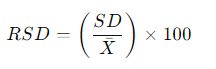 RSD = (SD / X̄) × 100